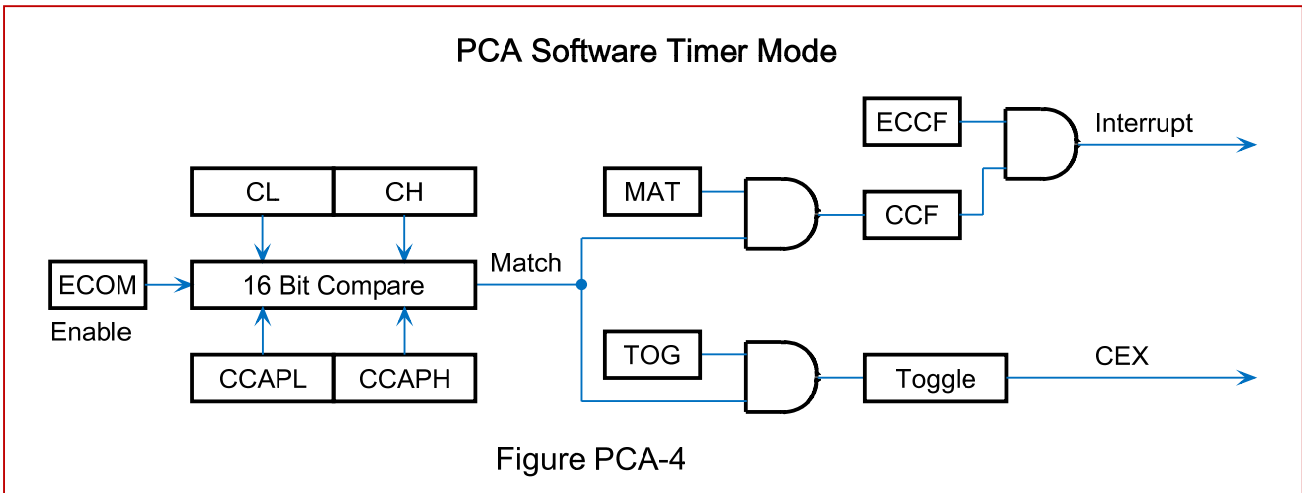 PCA Software Timer Mode
ECCF
Interrupt
CL
CH
MAT
CCF
ECOM
16 Bit Compare
Match
Enable
CCAPL
CCAPH
TOG
Toggle
CEX
Figure PCA-4